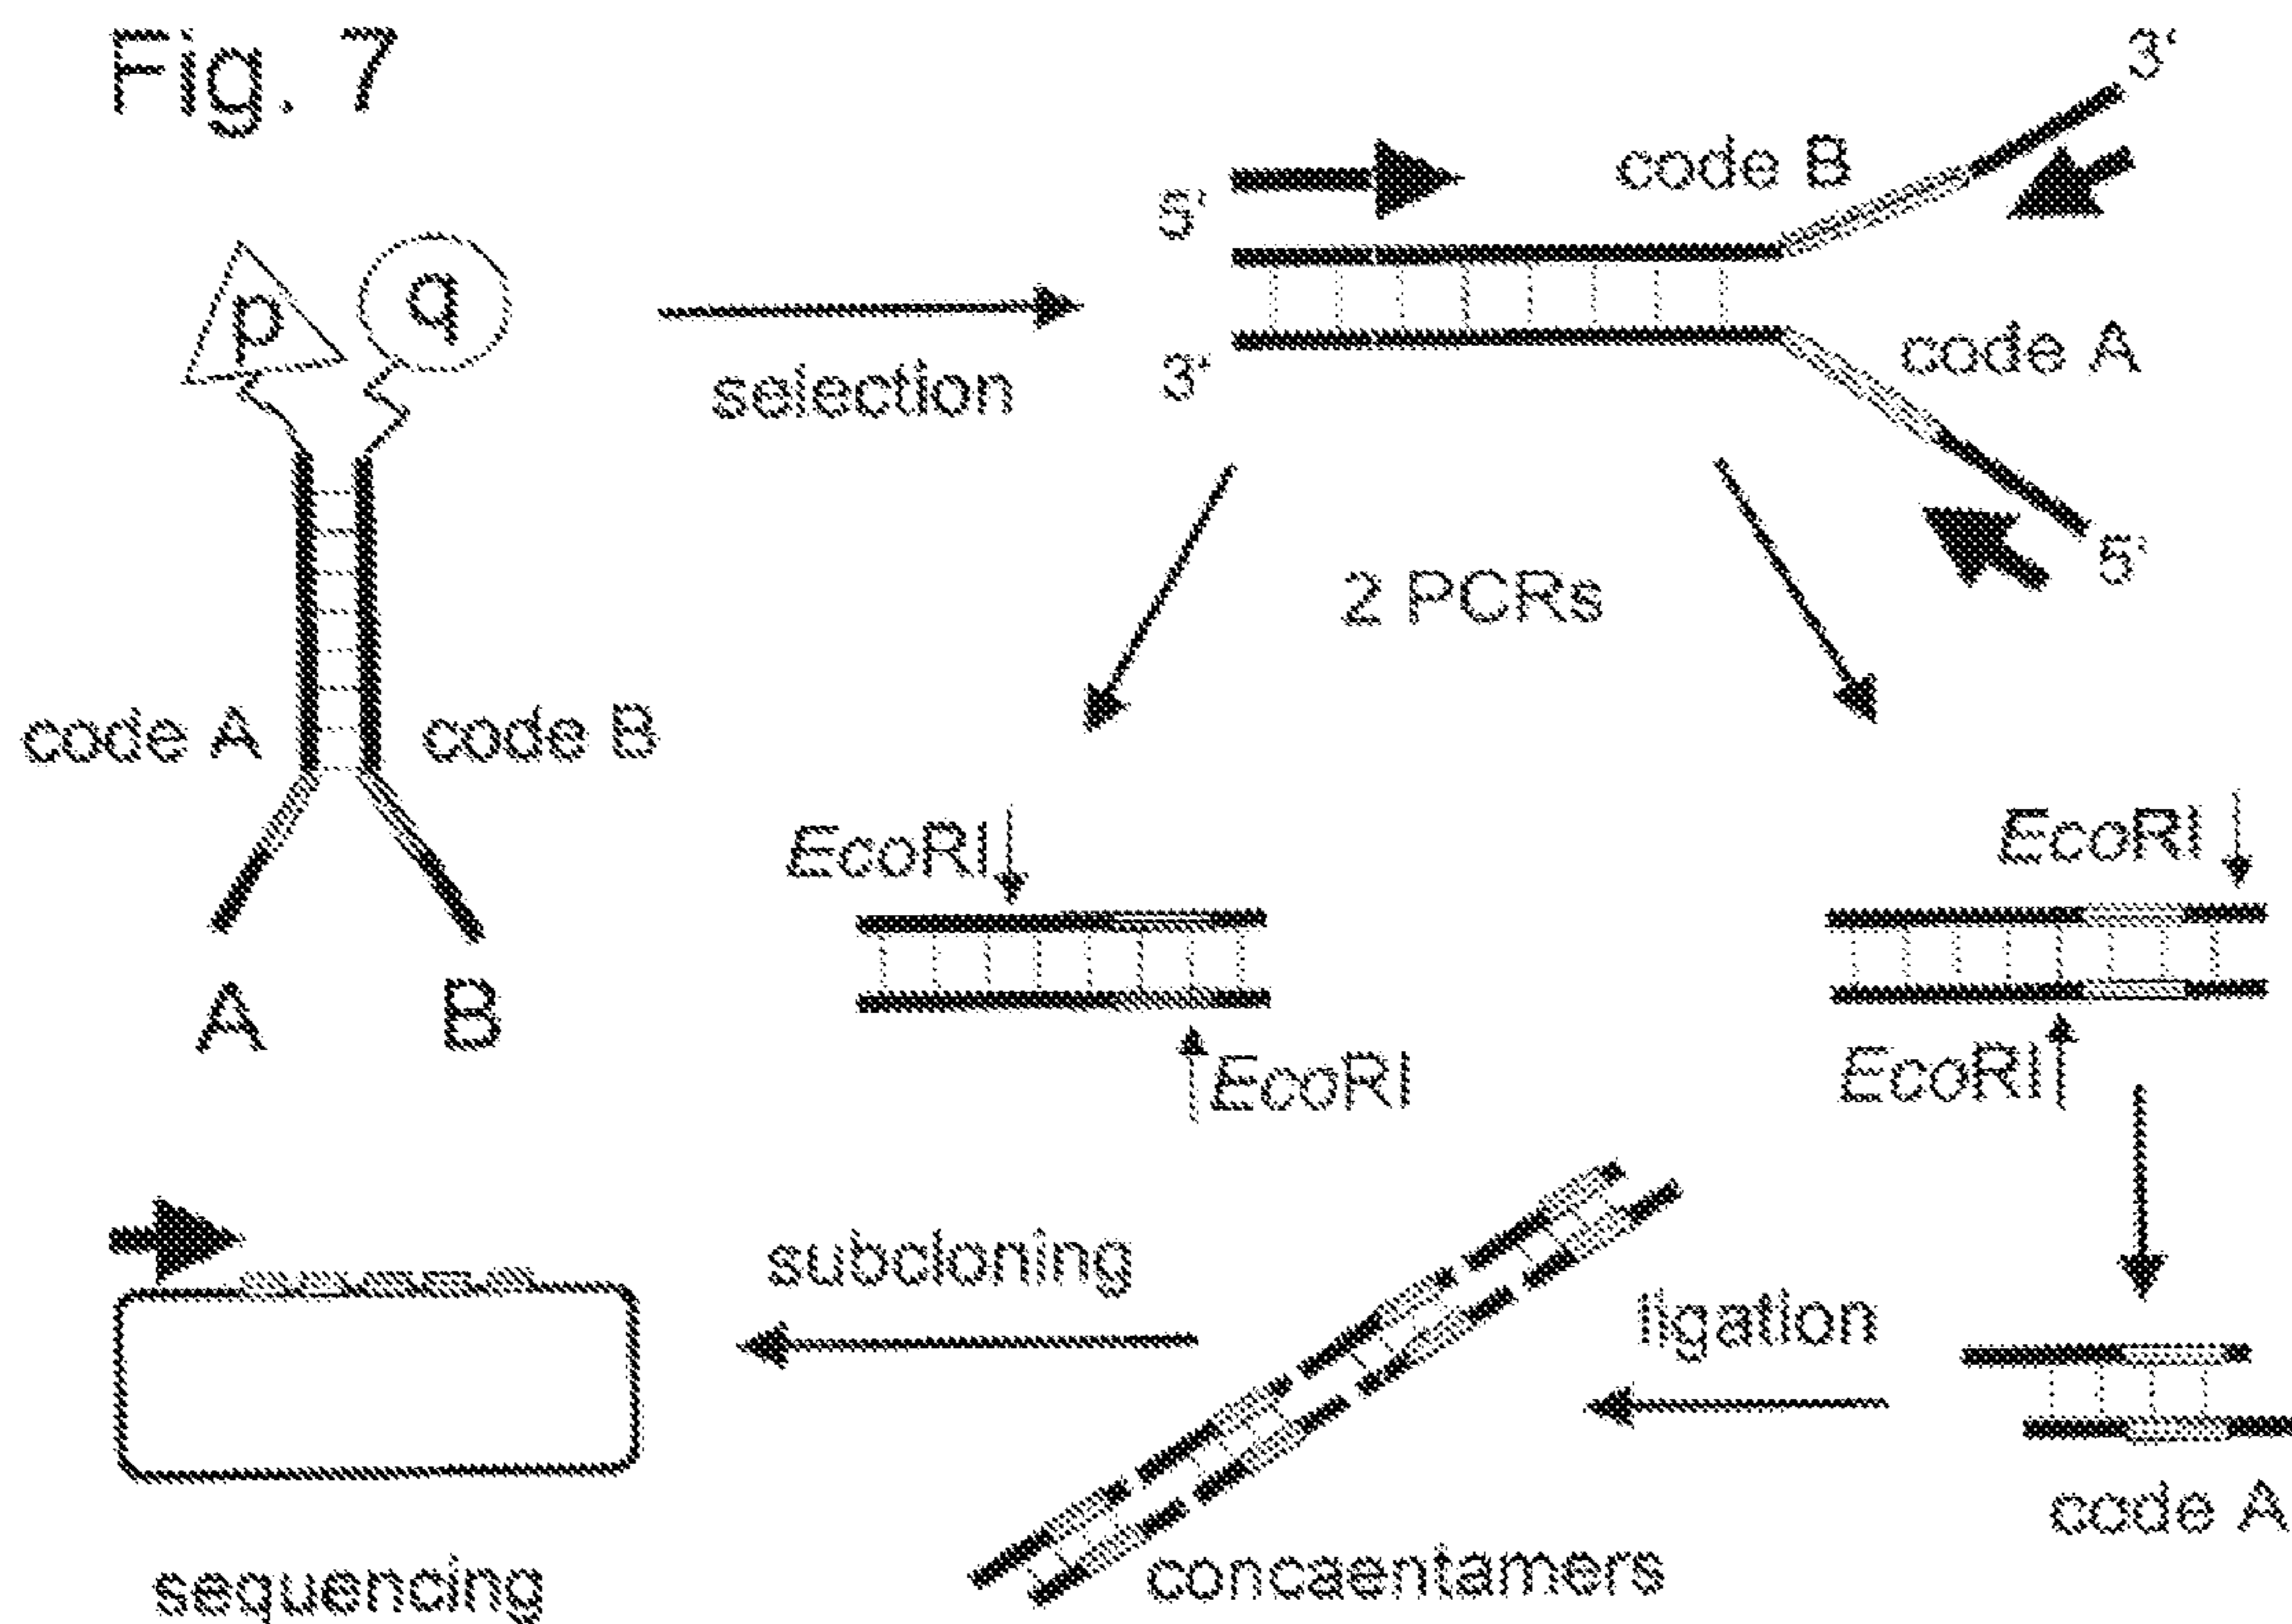 Fig. 7
3'
code B
5'
p
q
code A
3'
selection
5'
2 PCRs
code A
code B
EcoRI
EcoRI
A
B
EcoRI
EcoRI
subcloning
ligation
code A
concaentamers
sequencing